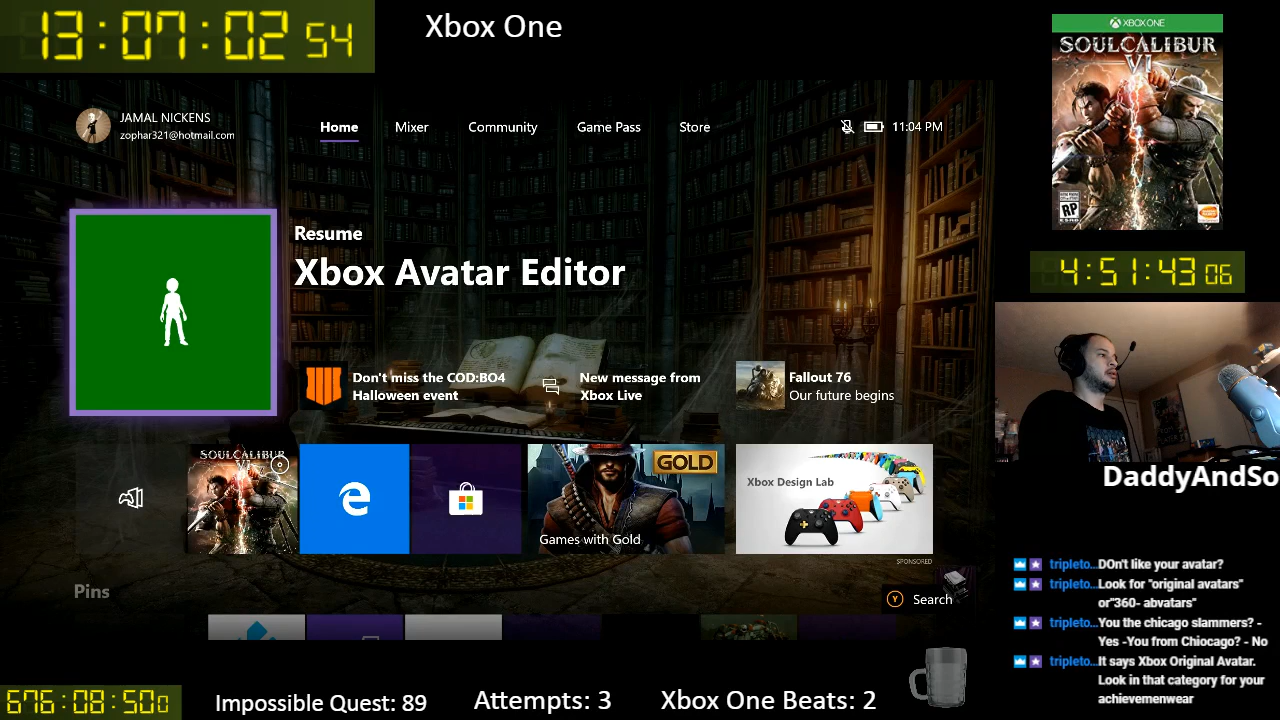 13:07:02 54
Xbox One
XBOX ONE
SOULCALIBUR
VI
RP
BANDAI
NAMCO
4:51:43 06
JAMAL NICKENS
zophar321@hotmail.com
Home
Mixer
Community
Game Pass
Store
11:04 PM
Resume
Xbox Avatar Editor
Don't miss the COD:BO4
Halloween event
New message from
Xbox Live
Fallout 76
Our future begins
SOULCALIBUR
VI
GOLD
Games with Gold
Xbox Design Lab
SPONSORED
Pins
Y Search
DaddyAndSo
tripleto... DOn't like your avatar?
tripleto... Look for "original avatars"
or"360- abvatars"
tripleto... You the chicago slammers? -
Yes -You from Chiocago? - No
tripleto... It says Xbox Original Avatar.
Look in that category for your
achievemenwear
676:08:50 0
Impossible Quest: 89
Attempts: 3
Xbox One Beats: 2